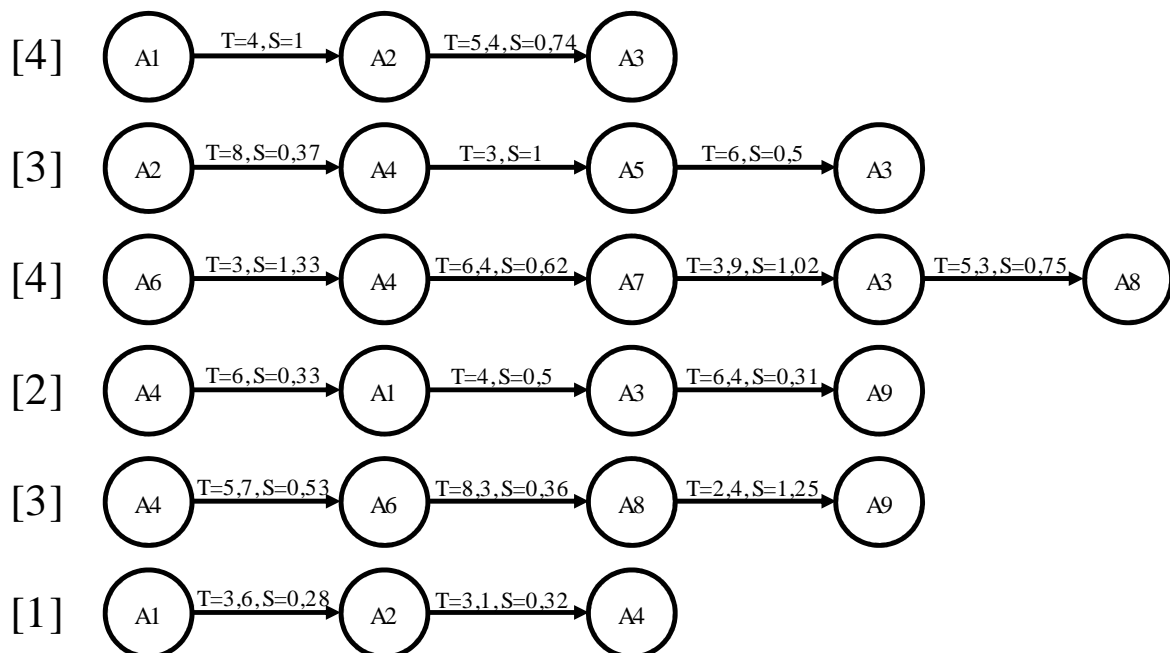 [4] A1 T=4,S=1 A2 T=5,4,S=0,74 A3
[3] A2 T=8,S=0,37 A4 T=3,S=1 A5 T=6,S=0,5 A3
[4] A6 T=3,S=1,33 A4 T=6,4,S=0,62 A7 T=3,9,S=1,02 A3 T=5,3,S=0,75 A8
[2] A4 T=6,S=0,33 A1 T=4,S=0,5 A3 T=6,4,S=0,31 A9
[3] A4 T=5,7,S=0,53 A6 T=8,3,S=0,36 A8 T=2,4,S=1,25 A9
[1] A1 T=3,6,S=0,28 A2 T=3,1,S=0,32 A4